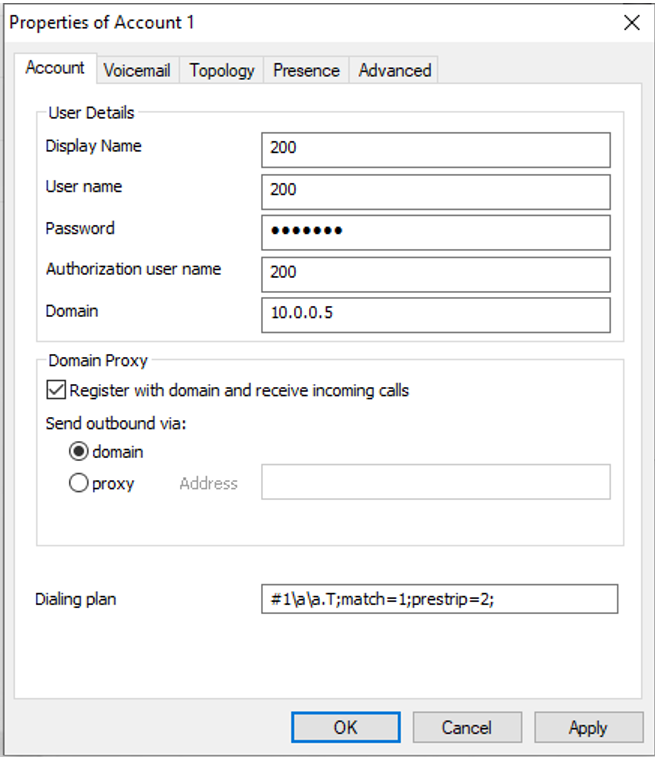 Properties of Account 1
Account Voicemail Topology Presence Advanced
User Details
Display Name 200
User name 200
Password •••••••
Authorization user name 200
Domain 10.0.0.5
Domain Proxy
Register with domain and receive incoming calls
Send outbound via:
domain
proxy Address
Dialing plan #1\a\a.T;match=1;prestrip=2;
OK Cancel Apply